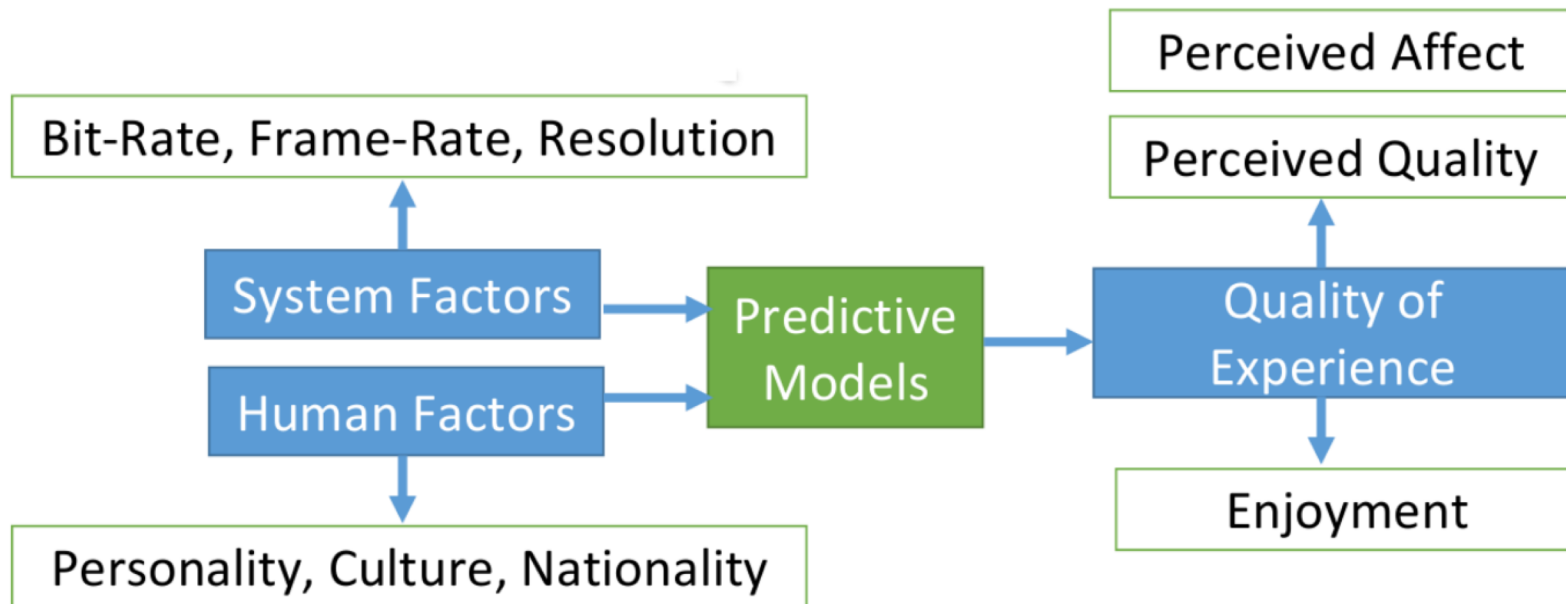 Perceived Affect
Bit-Rate, Frame-Rate, Resolution
Perceived Quality
System Factors
Human Factors
Predictive
Models
Quality of
Experience
Enjoyment
Personality, Culture, Nationality